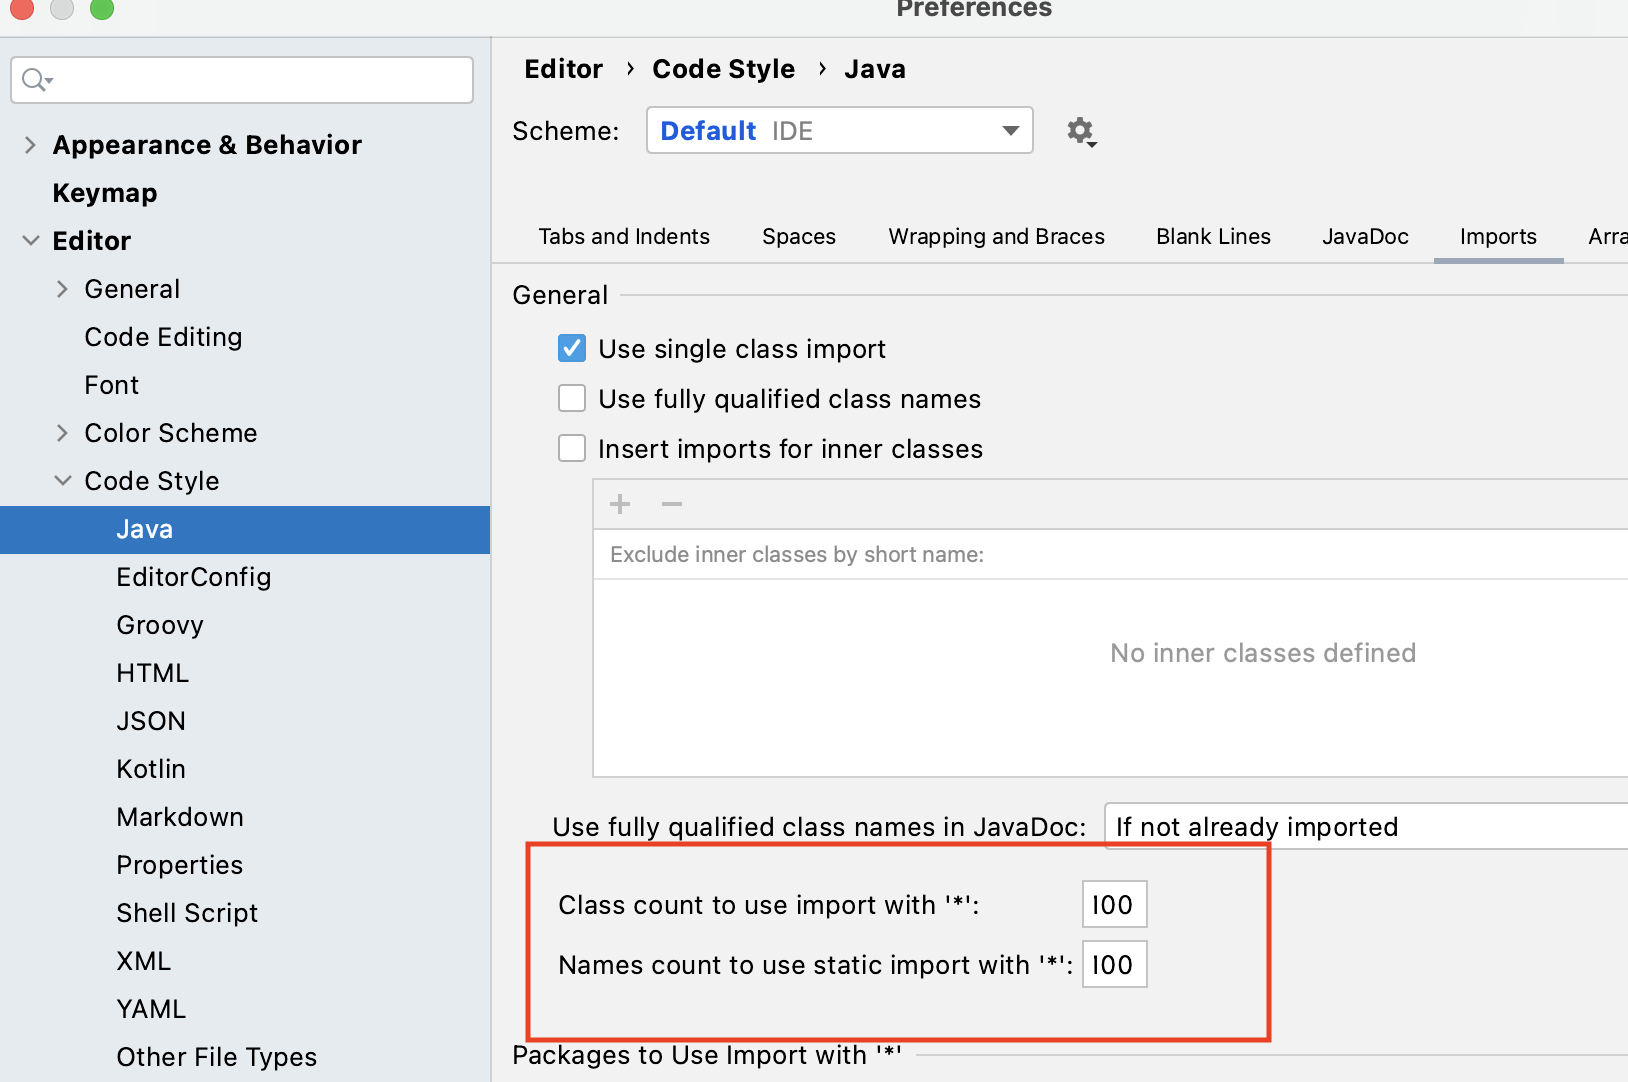 Preferences
Appearance & Behavior
Keymap
Editor
General
Code Editing
Font
Color Scheme
Code Style
Java
EditorConfig
Groovy
HTML
JSON
Kotlin
Markdown
Properties
Shell Script
XML
YAML
Other File Types
Editor › Code Style › Java
Scheme: Default IDE
Tabs and Indents Spaces Wrapping and Braces Blank Lines JavaDoc Imports Arra
General
Use single class import
Use fully qualified class names
Insert imports for inner classes
Exclude inner classes by short name:
No inner classes defined
Use fully qualified class names in JavaDoc: If not already imported
Class count to use import with '*': 100
Names count to use static import with '*': 100
Packages to Use Import with '*'